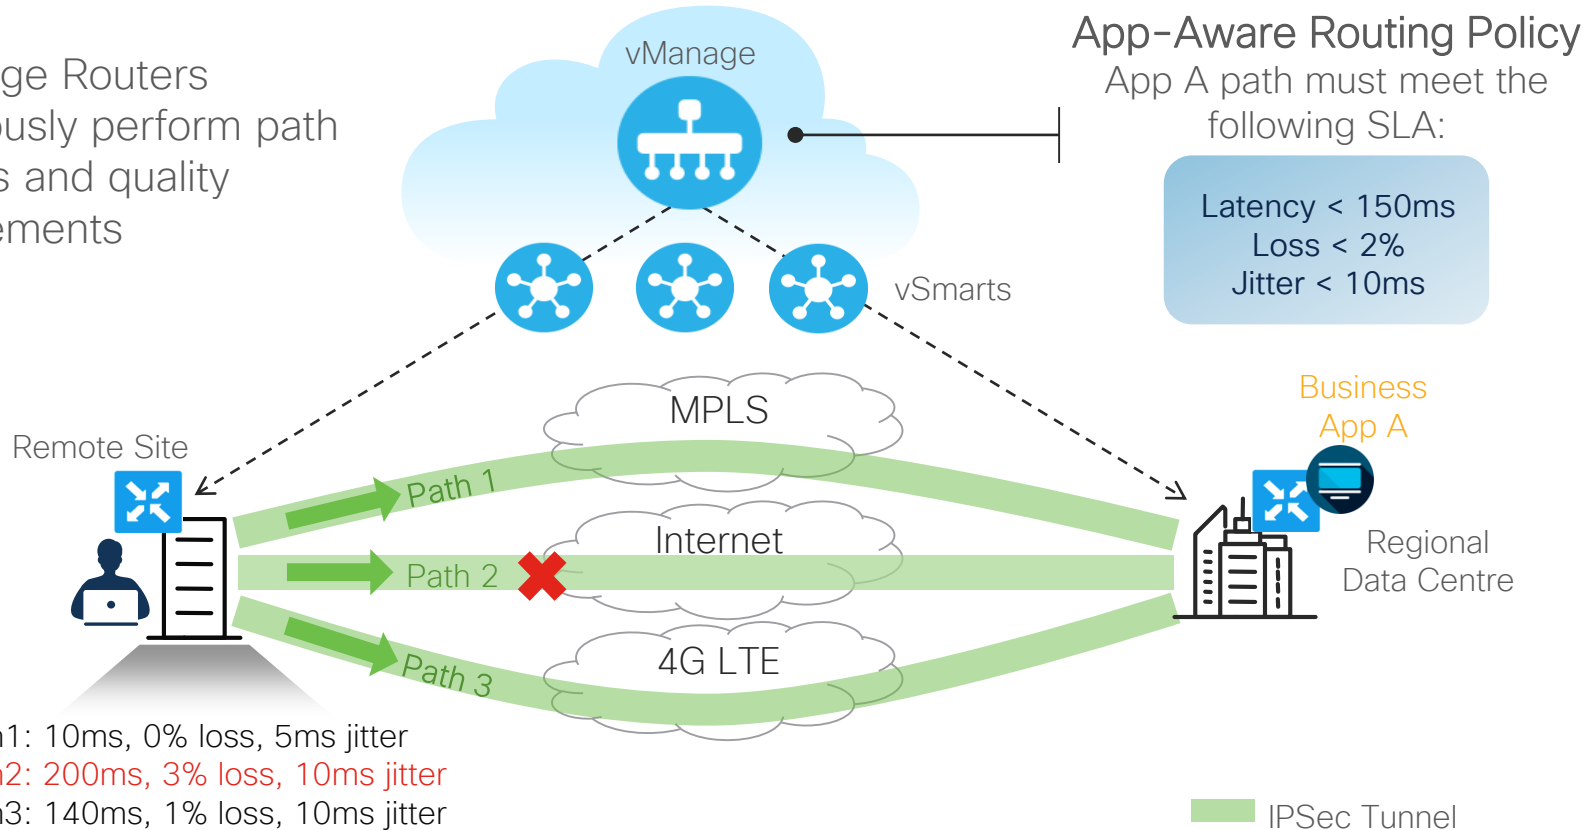 ge Routers
ously perform path
s and quality
ements
vManage
App-Aware Routing Policy
App A path must meet the
following SLA:
Latency < 150ms
Loss < 2%
Jitter < 10ms
vSmarts
MPLS
Business
App A
Remote Site
Path 1
Internet
Path 2
Regional
Data Centre
4G LTE
Path 3
1: 10ms, 0% loss, 5ms jitter
2: 200ms, 3% loss, 10ms jitter
3: 140ms, 1% loss, 10ms jitter
IPSec Tunnel